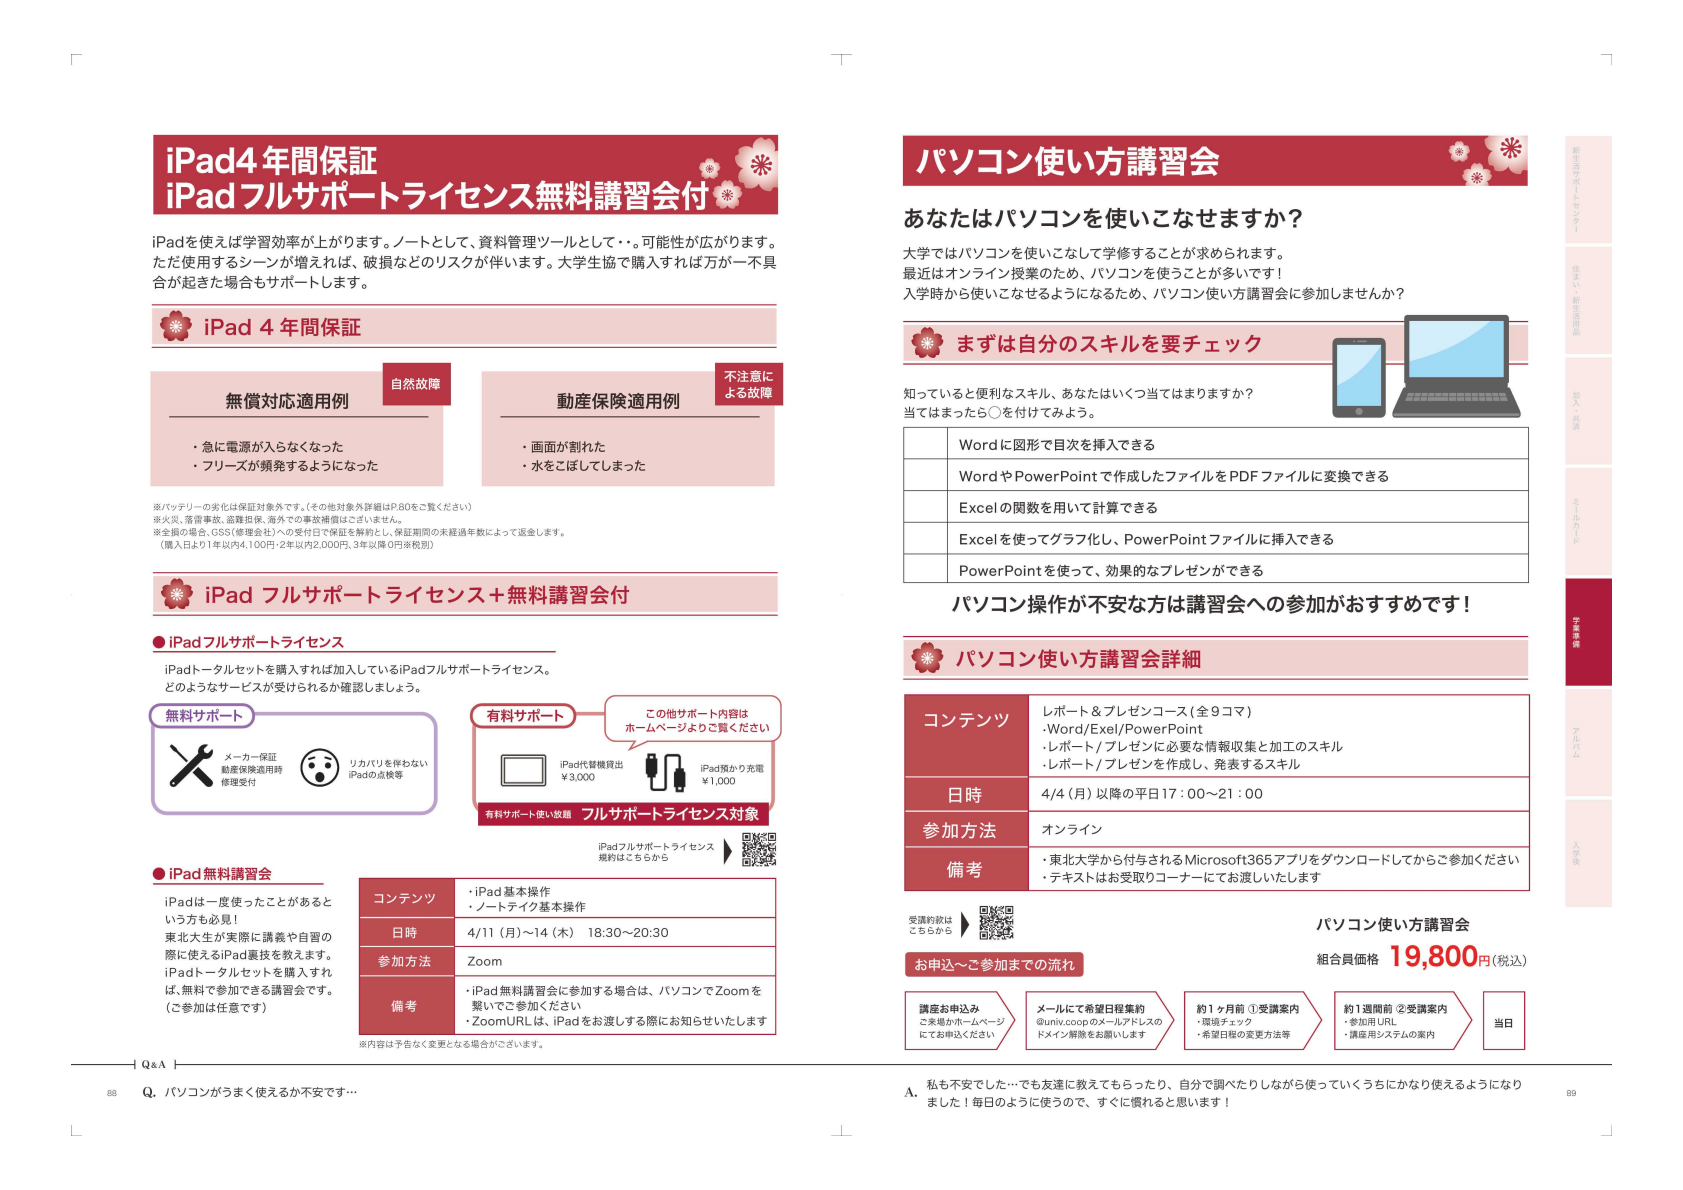 iPad4年間保証
iPadフルサポートライセンス無料講習会付
iPadを使えば学習効率が上がります。ノートとして、資料管理ツールとして・・。可能性が広がります。
ただ使用するシーンが増えれば、破損などのリスクが伴います。大学生協で購入すれば万が一不具
合が起きた場合もサポートします。
iPad 4年間保証
自然故障
無償対応適用例
・急に電源が入らなくなった
・フリーズが頻発するようになった
不注意に
よる故障
動産保険適用例
・画面が割れた
・水をこぼしてしまった
※バッテリーの劣化は保証対象外です。（その他対象外詳細はP.80をご覧ください）
※火災、落雷事故、盗難担保、海外での事故補償はございません。
※全損の場合、GSS（修理会社）への受付日で保証を解約とし、保証期間の未経過年数によって返金します。
（購入日より1年以内4,100円・2年以内2,000円、3年以降0円※税別）
iPad フルサポートライセンス＋無料講習会付
●iPadフルサポートライセンス
iPadトータルセットを購入すれば加入しているiPadフルサポートライセンス。
どのようなサービスが受けられるか確認しましょう。
無料サポート
メーカー保証
動産保険適用時
修理受付
リカバリを伴わない
iPadの点検等
有料サポート
この他サポート内容は
ホームページよりご覧ください
iPad代替機貸出
¥3,000
iPad預かり充電
¥1,000
有料サポート使い放題 フルサポートライセンス対象
iPadフルサポートライセンス
規約はこちらから
●iPad無料講習会
iPadは一度使ったことがあると
いう方も必見！
東北大生が実際に講義や自習の
際に使えるiPad裏技を教えます。
iPadトータルセットを購入すれ
ば、無料で参加できる講習会です。
（ご参加は任意です）
コンテンツ
・iPad基本操作
・ノートテイク基本操作
日時
4/11（月）～14（木） 18:30～20:30
参加方法
Zoom
備考
・iPad無料講習会に参加する場合は、パソコンでZoomを
繋いでご参加ください
・ZoomURLは、iPadをお渡しする際にお知らせいたします
※内容は予告なく変更となる場合がございます。
Q&A
88
Q. パソコンがうまく使えるか不安です…
パソコン使い方講習会
あなたはパソコンを使いこなせますか？
大学ではパソコンを使いこなして学修することが求められます。
最近はオンライン授業のため、パソコンを使うことが多いです！
入学時から使いこなせるようになるため、パソコン使い方講習会に参加しませんか？
まずは自分のスキルを要チェック
知っていると便利なスキル、あなたはいくつ当てはまりますか？
当てはまったら○を付けてみよう。
Wordに図形で目次を挿入できる
WordやPowerPointで作成したファイルをPDFファイルに変換できる
Excelの関数を用いて計算できる
Excelを使ってグラフ化し、PowerPointファイルに挿入できる
PowerPointを使って、効果的なプレゼンができる
パソコン操作が不安な方は講習会への参加がおすすめです！
パソコン使い方講習会詳細
コンテンツ
レポート＆プレゼンコース(全9コマ)
・Word/Exel/PowerPoint
・レポート/プレゼンに必要な情報収集と加工のスキル
・レポート/プレゼンを作成し、発表するスキル
日時
4/4（月）以降の平日17：00～21：00
参加方法
オンライン
備考
・東北大学から付与されるMicrosoft365アプリをダウンロードしてからご参加ください
・テキストはお受取りコーナーにてお渡しいたします
受講約款は
こちらから
パソコン使い方講習会
組合員価格 19,800円（税込）
お申込～ご参加までの流れ
講座お申込み
ご来場かホームページ
にてお申込ください
メールにて希望日程集約
@univ.coopのメールアドレスの
ドメイン解除をお願いします
約1ヶ月前 ①受講案内
・環境チェック
・希望日程の変更方法等
約1週間前 ②受講案内
・参加用URL
・講座用システムの案内
当日
A. 私も不安でした…でも友達に教えてもらったり、自分で調べたりしながら使っていくうちにかなり使えるようになり
ました！毎日のように使うので、すぐに慣れると思います！
89
新生活サポートセンター
住まい・新生活用品
加入・共済
ミールカード
学業準備
アルバム
入学後